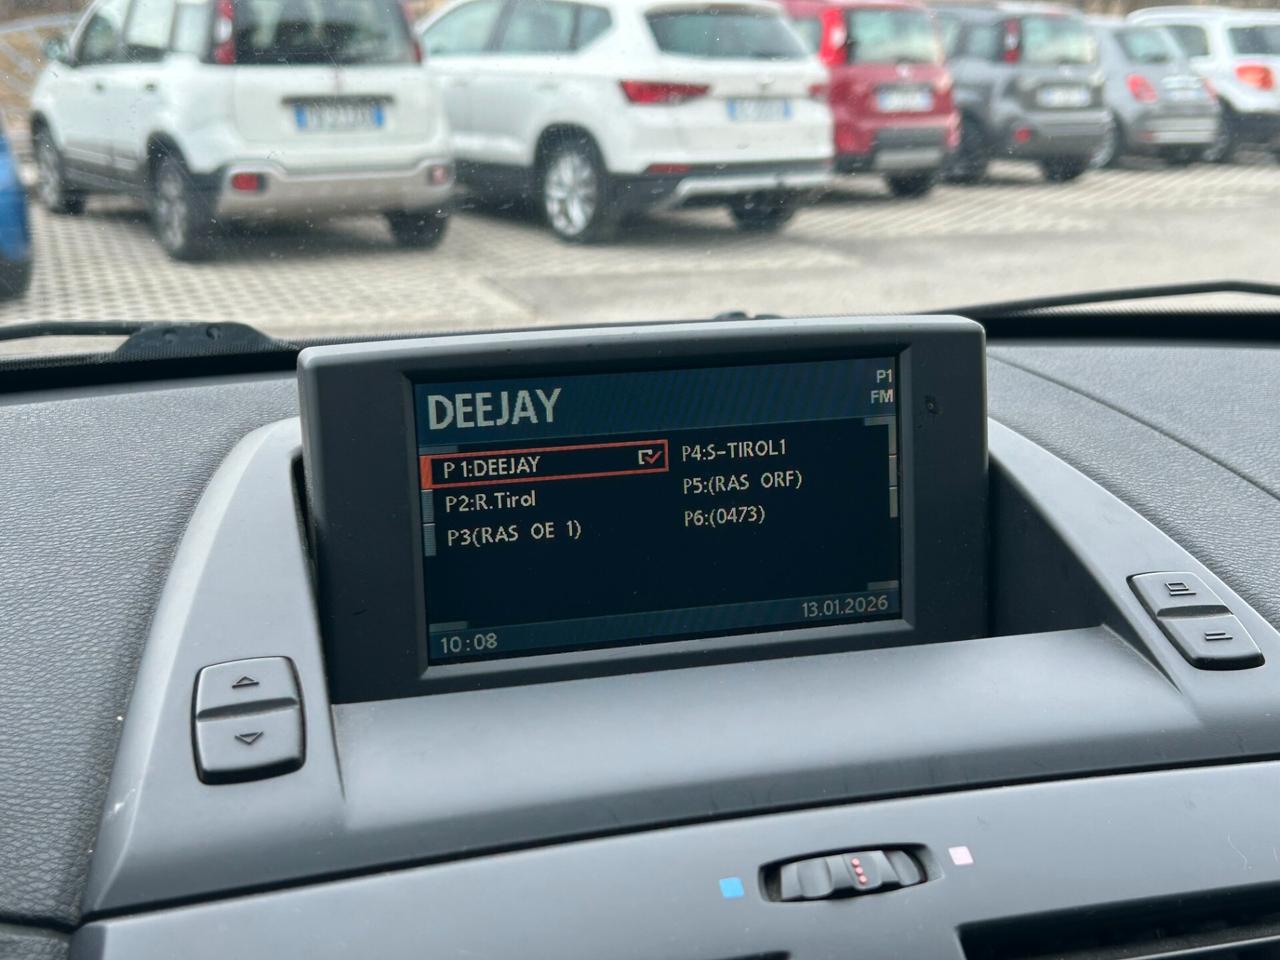 DEEJAY
P1
FM
P1:DEEJAY
P2:R.Tirol
P3(RAS OE 1)
P4:S-TIROL1
P5:(RAS ORF)
P6:(0473)
10:08
13.01.2026